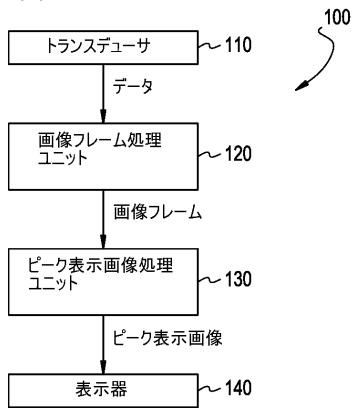 100
トランスデューサ
110
データ
画像フレーム処理
ユニット
120
画像フレーム
ピーク表示画像処理
ユニット
130
ピーク表示画像
表示器
140